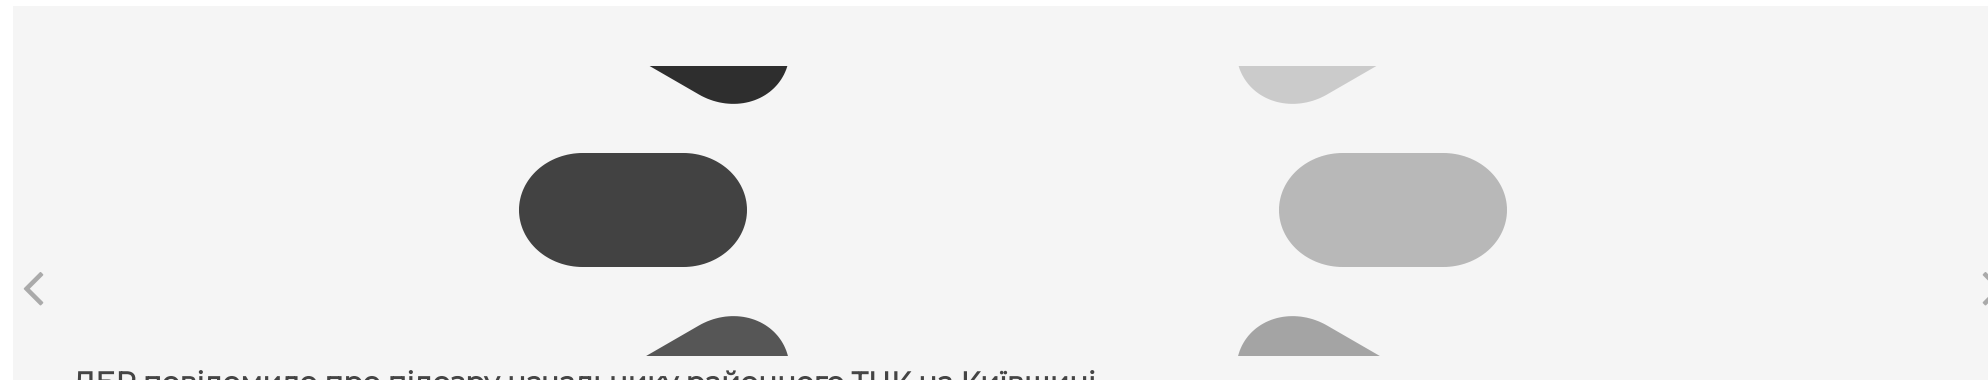 ДБР повідомило про підозру начальнику районного ТЦК на Київщині